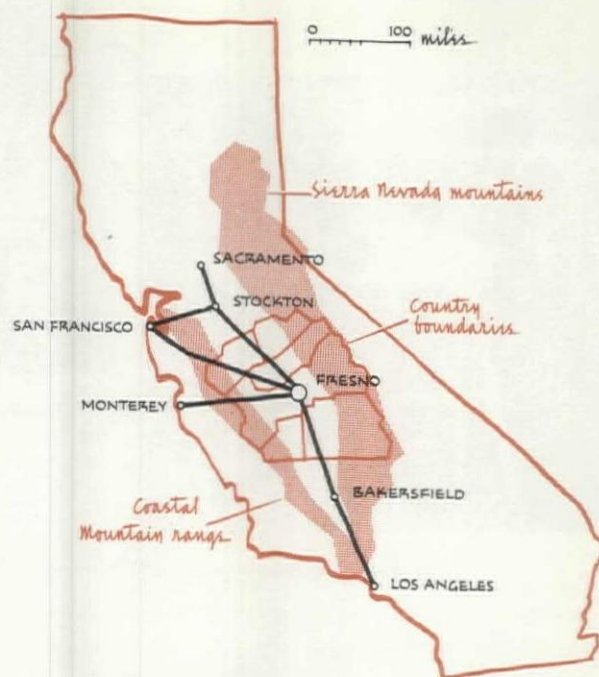 0 100 miles
Sierra Nevada mountains
SACRAMENTO
STOCKTON
Country
boundaries
SAN FRANCISCO
FRESNO
MONTEREY
BAKERSFIELD
Coastal
Mountain range
LOS ANGELES